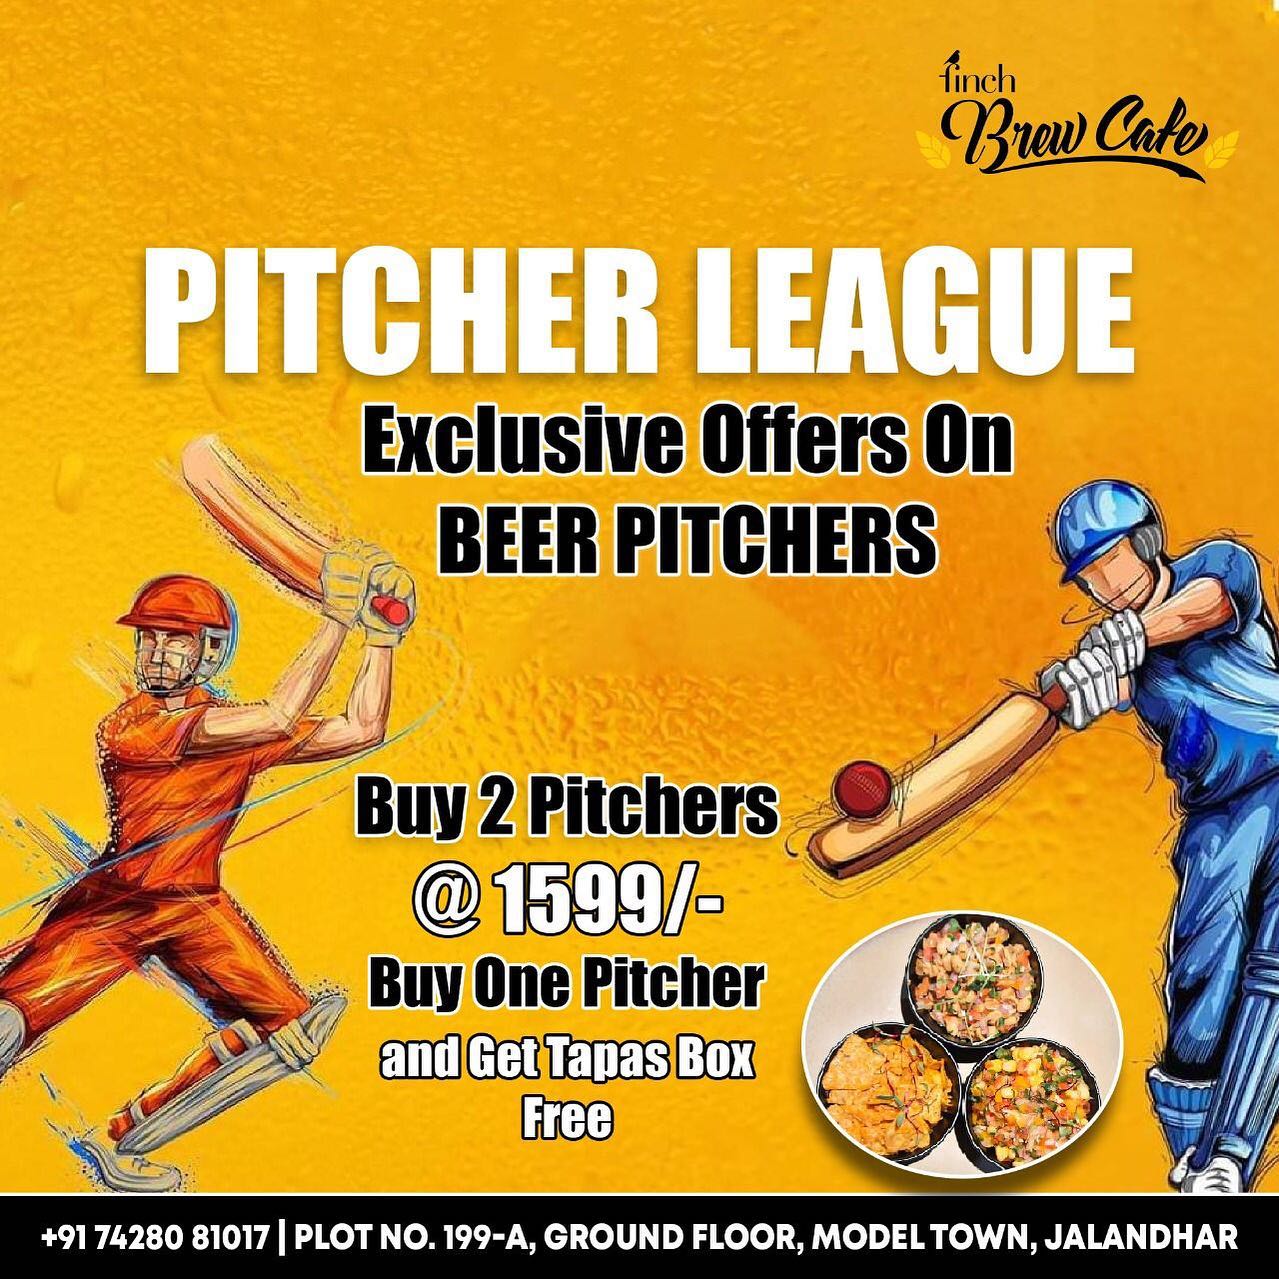 finch
Brew Cafe
PITCHER LEAGUE
Exclusive Offers On
BEER PITCHERS
Buy 2 Pitchers
@ 1599/-
Buy One Pitcher
and Get Tapas Box
Free
+91 74280 81017 | PLOT NO. 199-A, GROUND FLOOR, MODEL TOWN, JALANDHAR